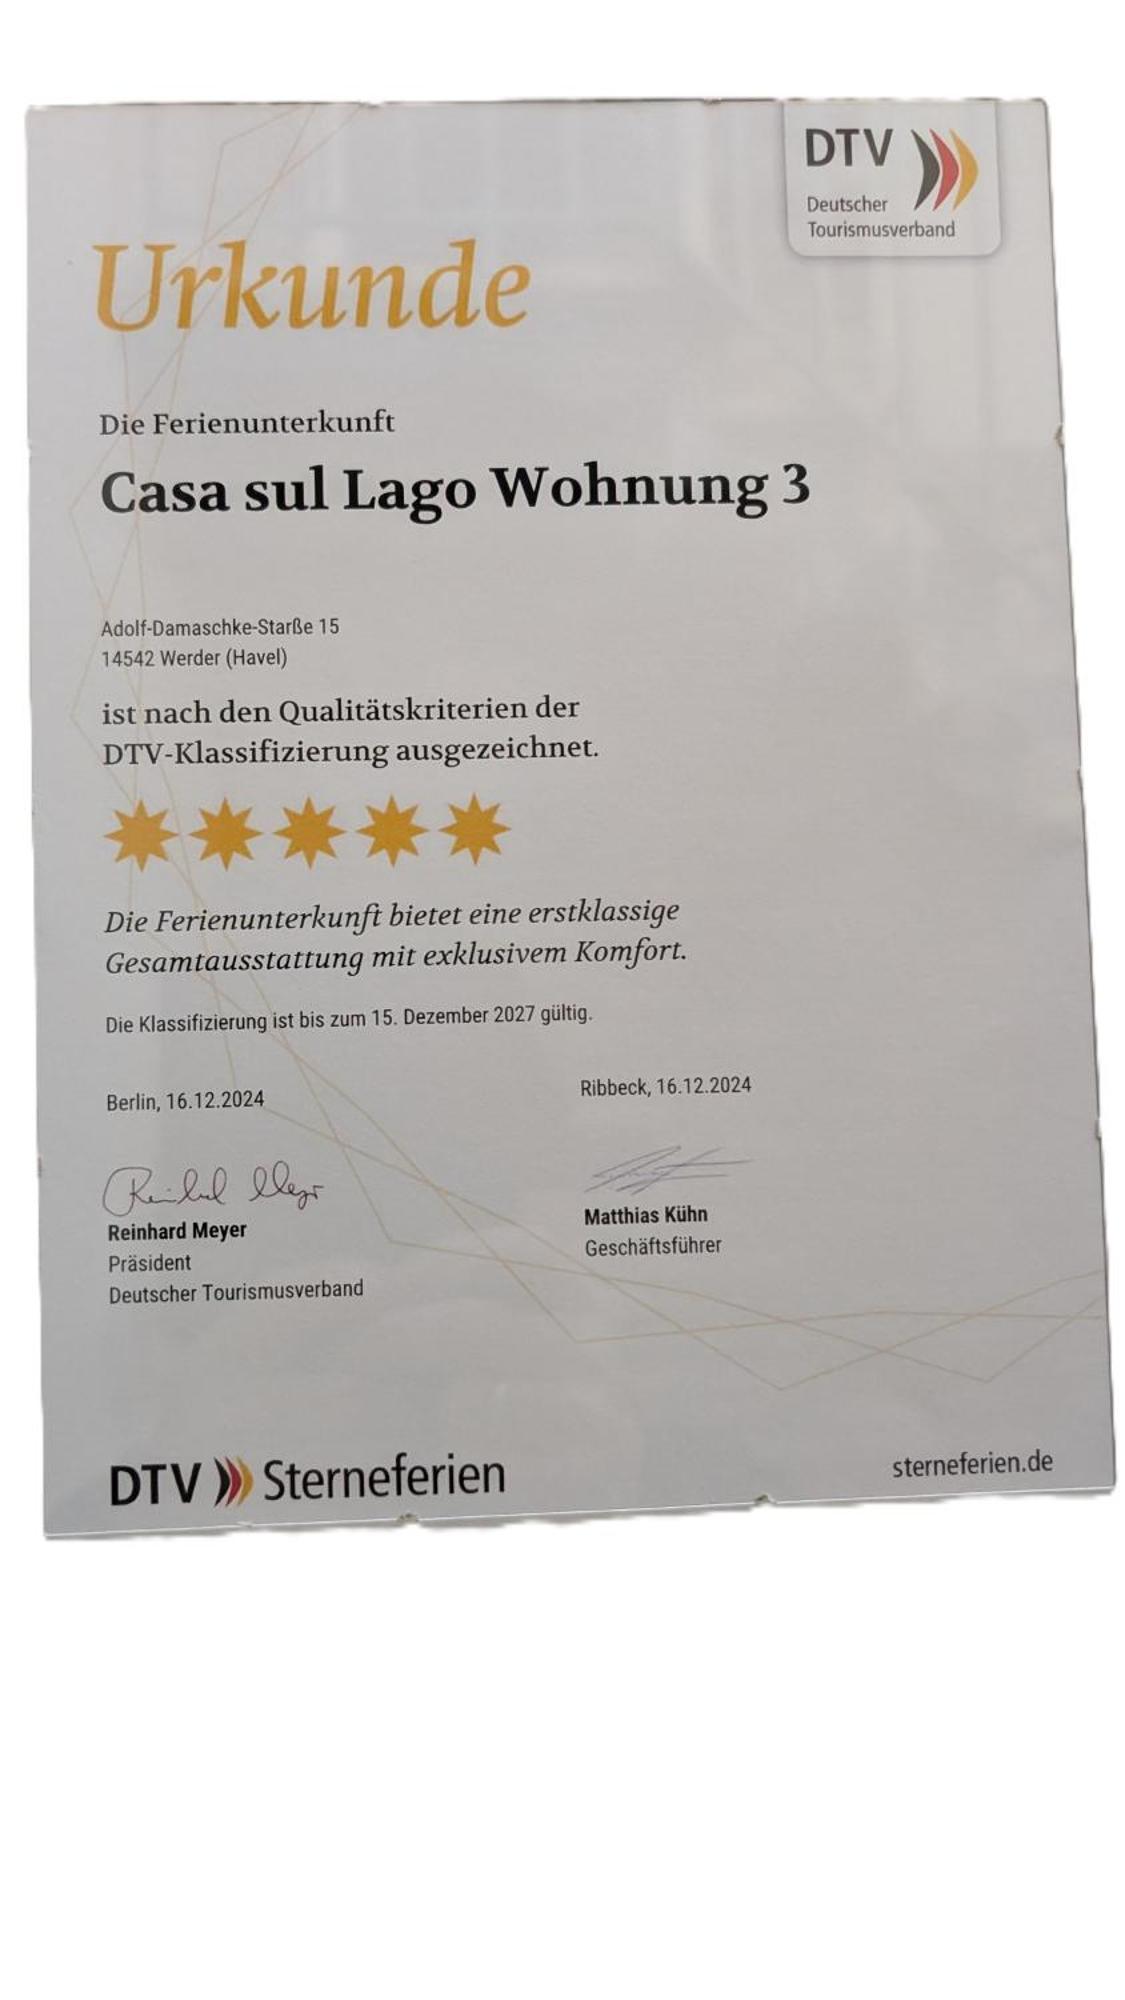 DTV
Deutscher
Tourismusverband
Urkunde
Die Ferienunterkunft
Casa sul Lago Wohnung 3
Adolf-Damaschke-Starße 15
14542 Werder (Havel)
ist nach den Qualitätskriterien der
DTV-Klassifizierung ausgezeichnet.
Die Ferienunterkunft bietet eine erstklassige
Gesamtausstattung mit exklusivem Komfort.
Die Klassifizierung ist bis zum 15. Dezember 2027 gültig.
Berlin, 16.12.2024
Reinhard Meyer
Reinhard Meyer
Präsident
Deutscher Tourismusverband
Ribbeck, 16.12.2024
Matthias Kühn
Geschäftsführer
DTV Sterneferien
sterneferien.de